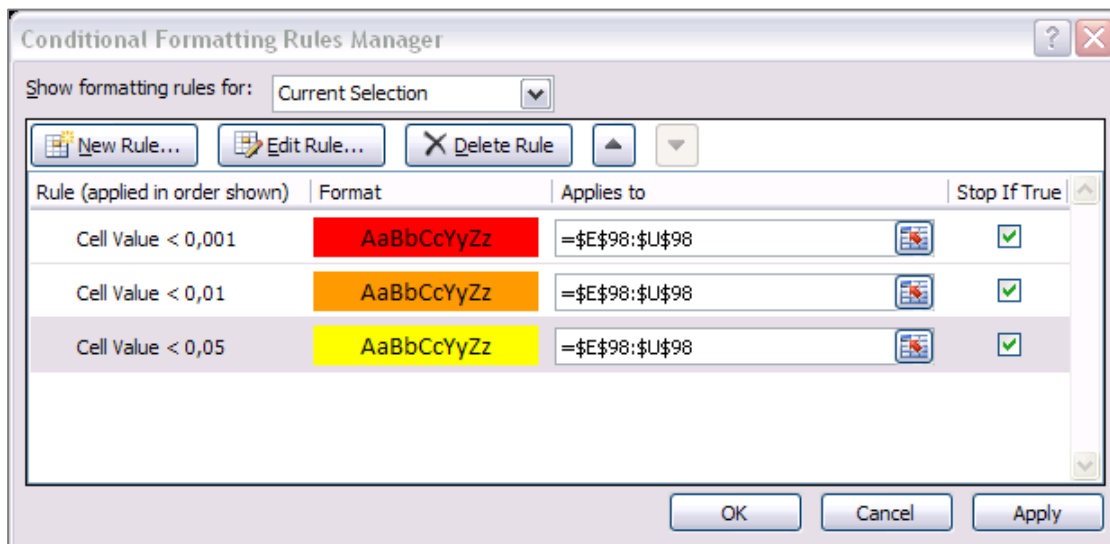 Conditional Formatting Rules Manager
?
Show formatting rules for: Current Selection
New Rule... Edit Rule... Delete Rule
Rule (applied in order shown) Format Applies to Stop If True
Cell Value < 0,001 AaBbCcYyZz =$E$98:$U$98
Cell Value < 0,01 AaBbCcYyZz =$E$98:$U$98
Cell Value < 0,05 AaBbCcYyZz =$E$98:$U$98
OK Cancel Apply